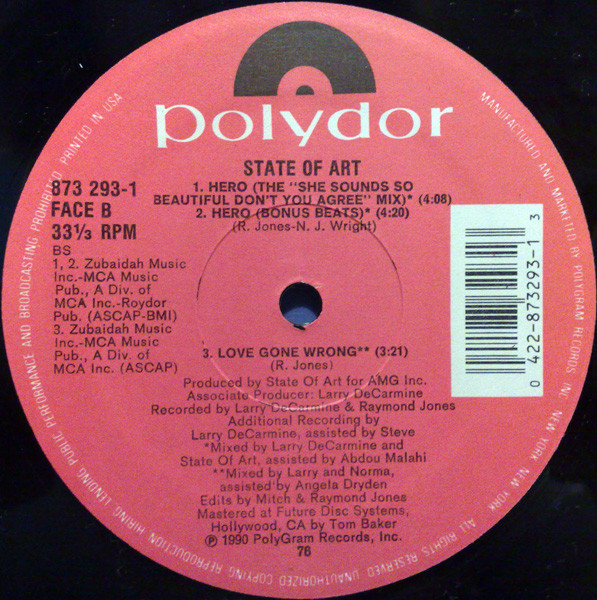 polydor
STATE OF ART
1. HERO (THE "SHE SOUNDS SO
BEAUTIFUL DON'T YOU AGREE" MIX)* (4:08)
2. HERO (BONUS BEATS)* (4:20)
(R. Jones-N. J. Wright)
873 293-1
FACE B
33⅓ RPM
BS
1, 2. Zubaidah Music
Inc.-MCA Music
Pub., A Div. of
MCA Inc.-Roydor
Pub. (ASCAP-BMI)
3. Zubaidah Music
Inc.-MCA Music
Pub., A Div. of
MCA Inc. (ASCAP)
0 422-873293-1 3
3. LOVE GONE WRONG** (3:21)
(R. Jones)
Produced by State Of Art for AMG Inc.
Associate Producer: Larry DeCarmine
Recorded by Larry DeCarmine & Raymond Jones
Additional Recording by
Larry DeCarmine, assisted by Steve
*Mixed by Larry DeCarmine and
State Of Art, assisted by Abdou Malahi
**Mixed by Larry and Norma,
assisted by Angela Dryden
Edits by Mitch & Raymond Jones
Mastered at Future Disc Systems,
Hollywood, CA by Tom Baker
℗ 1990 PolyGram Records, Inc.
76
MANUFACTURED AND MARKETED BY POLYGRAM RECORDS INC. NEW YORK, NEW YORK
ALL RIGHTS RESERVED UNAUTHORIZED COPYING REPRODUCTION HIRING LENDING PUBLIC PERFORMANCE AND BROADCASTING PROHIBITED PRINTED IN USA